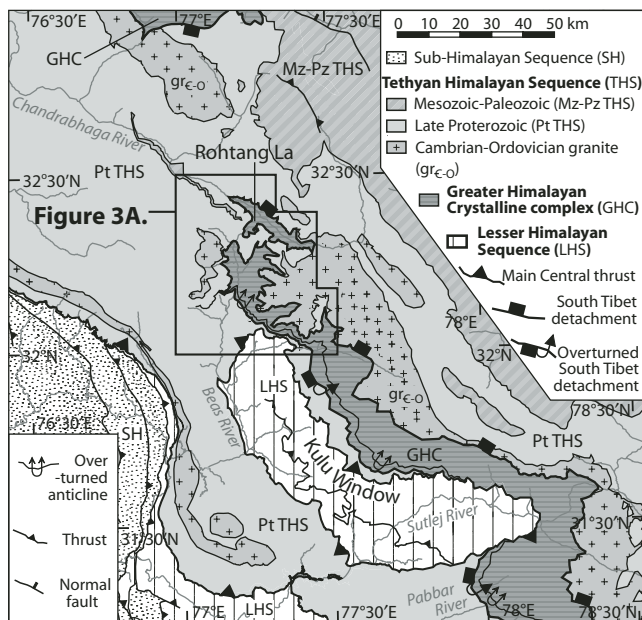 76°30'E
77°E
32°30'N
0 10 20 30 40 50 km
GHC
gr€-O
Mz-Pz THS
Chandrabhaga River
Sub-Himalayan Sequence (SH)
Tethyan Himalayan Sequence (THS)
Mesozoic-Paleozoic (Mz-Pz THS)
Late Proterozoic (Pt THS)
Cambrian-Ordovician granite
(gr€-O)
Greater Himalayan
Crystalline complex (GHC)
Lesser Himalayan
Sequence (LHS)
Main Central thrust
South Tibet
detachment
Overturned
South Tibet
detachment
Rohtang La
32°30'N
Pt THS
32°30'N
Figure 3A.
78°E
32°N
32°N
LHS
Beas River
gr€-O
76°30'E
78°30'E
SH
Kulu Window
GHC
Pt THS
Over
-turned
anticline
Thrust
Normal
fault
Pt THS
Sutlej River
31°30'N
31°30'N
Pabbar
River
77°E
LHS
77°30'E
78°E
78°30'E